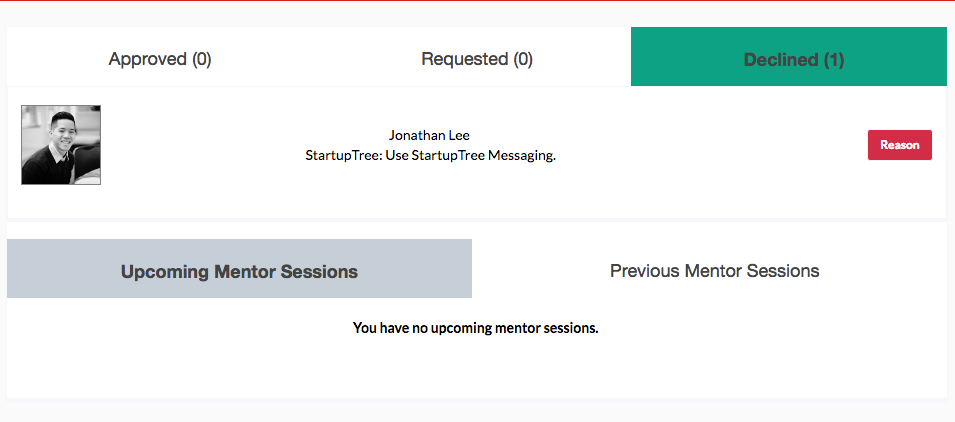 Approved (0)
Requested (0)
Declined (1)
Jonathan Lee
StartupTree: Use StartupTree Messaging.
Reason
Upcoming Mentor Sessions
Previous Mentor Sessions
You have no upcoming mentor sessions.